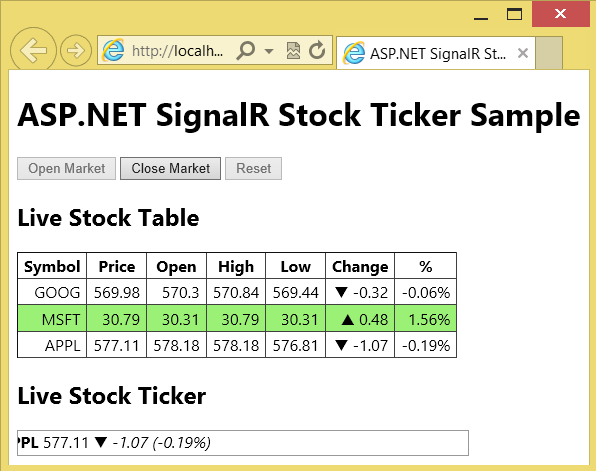 http://localh...
ASP.NET SignalR St...
ASP.NET SignalR Stock Ticker Sample
Open Market Close Market Reset
Live Stock Table
Symbol Price Open High Low Change %
GOOG 569.98 570.3 570.84 569.44 ▼ -0.32 -0.06%
MSFT 30.79 30.31 30.79 30.31 ▲ 0.48 1.56%
APPL 577.11 578.18 578.18 576.81 ▼ -1.07 -0.19%
Live Stock Ticker
PPL 577.11 ▼ -1.07 (-0.19%)